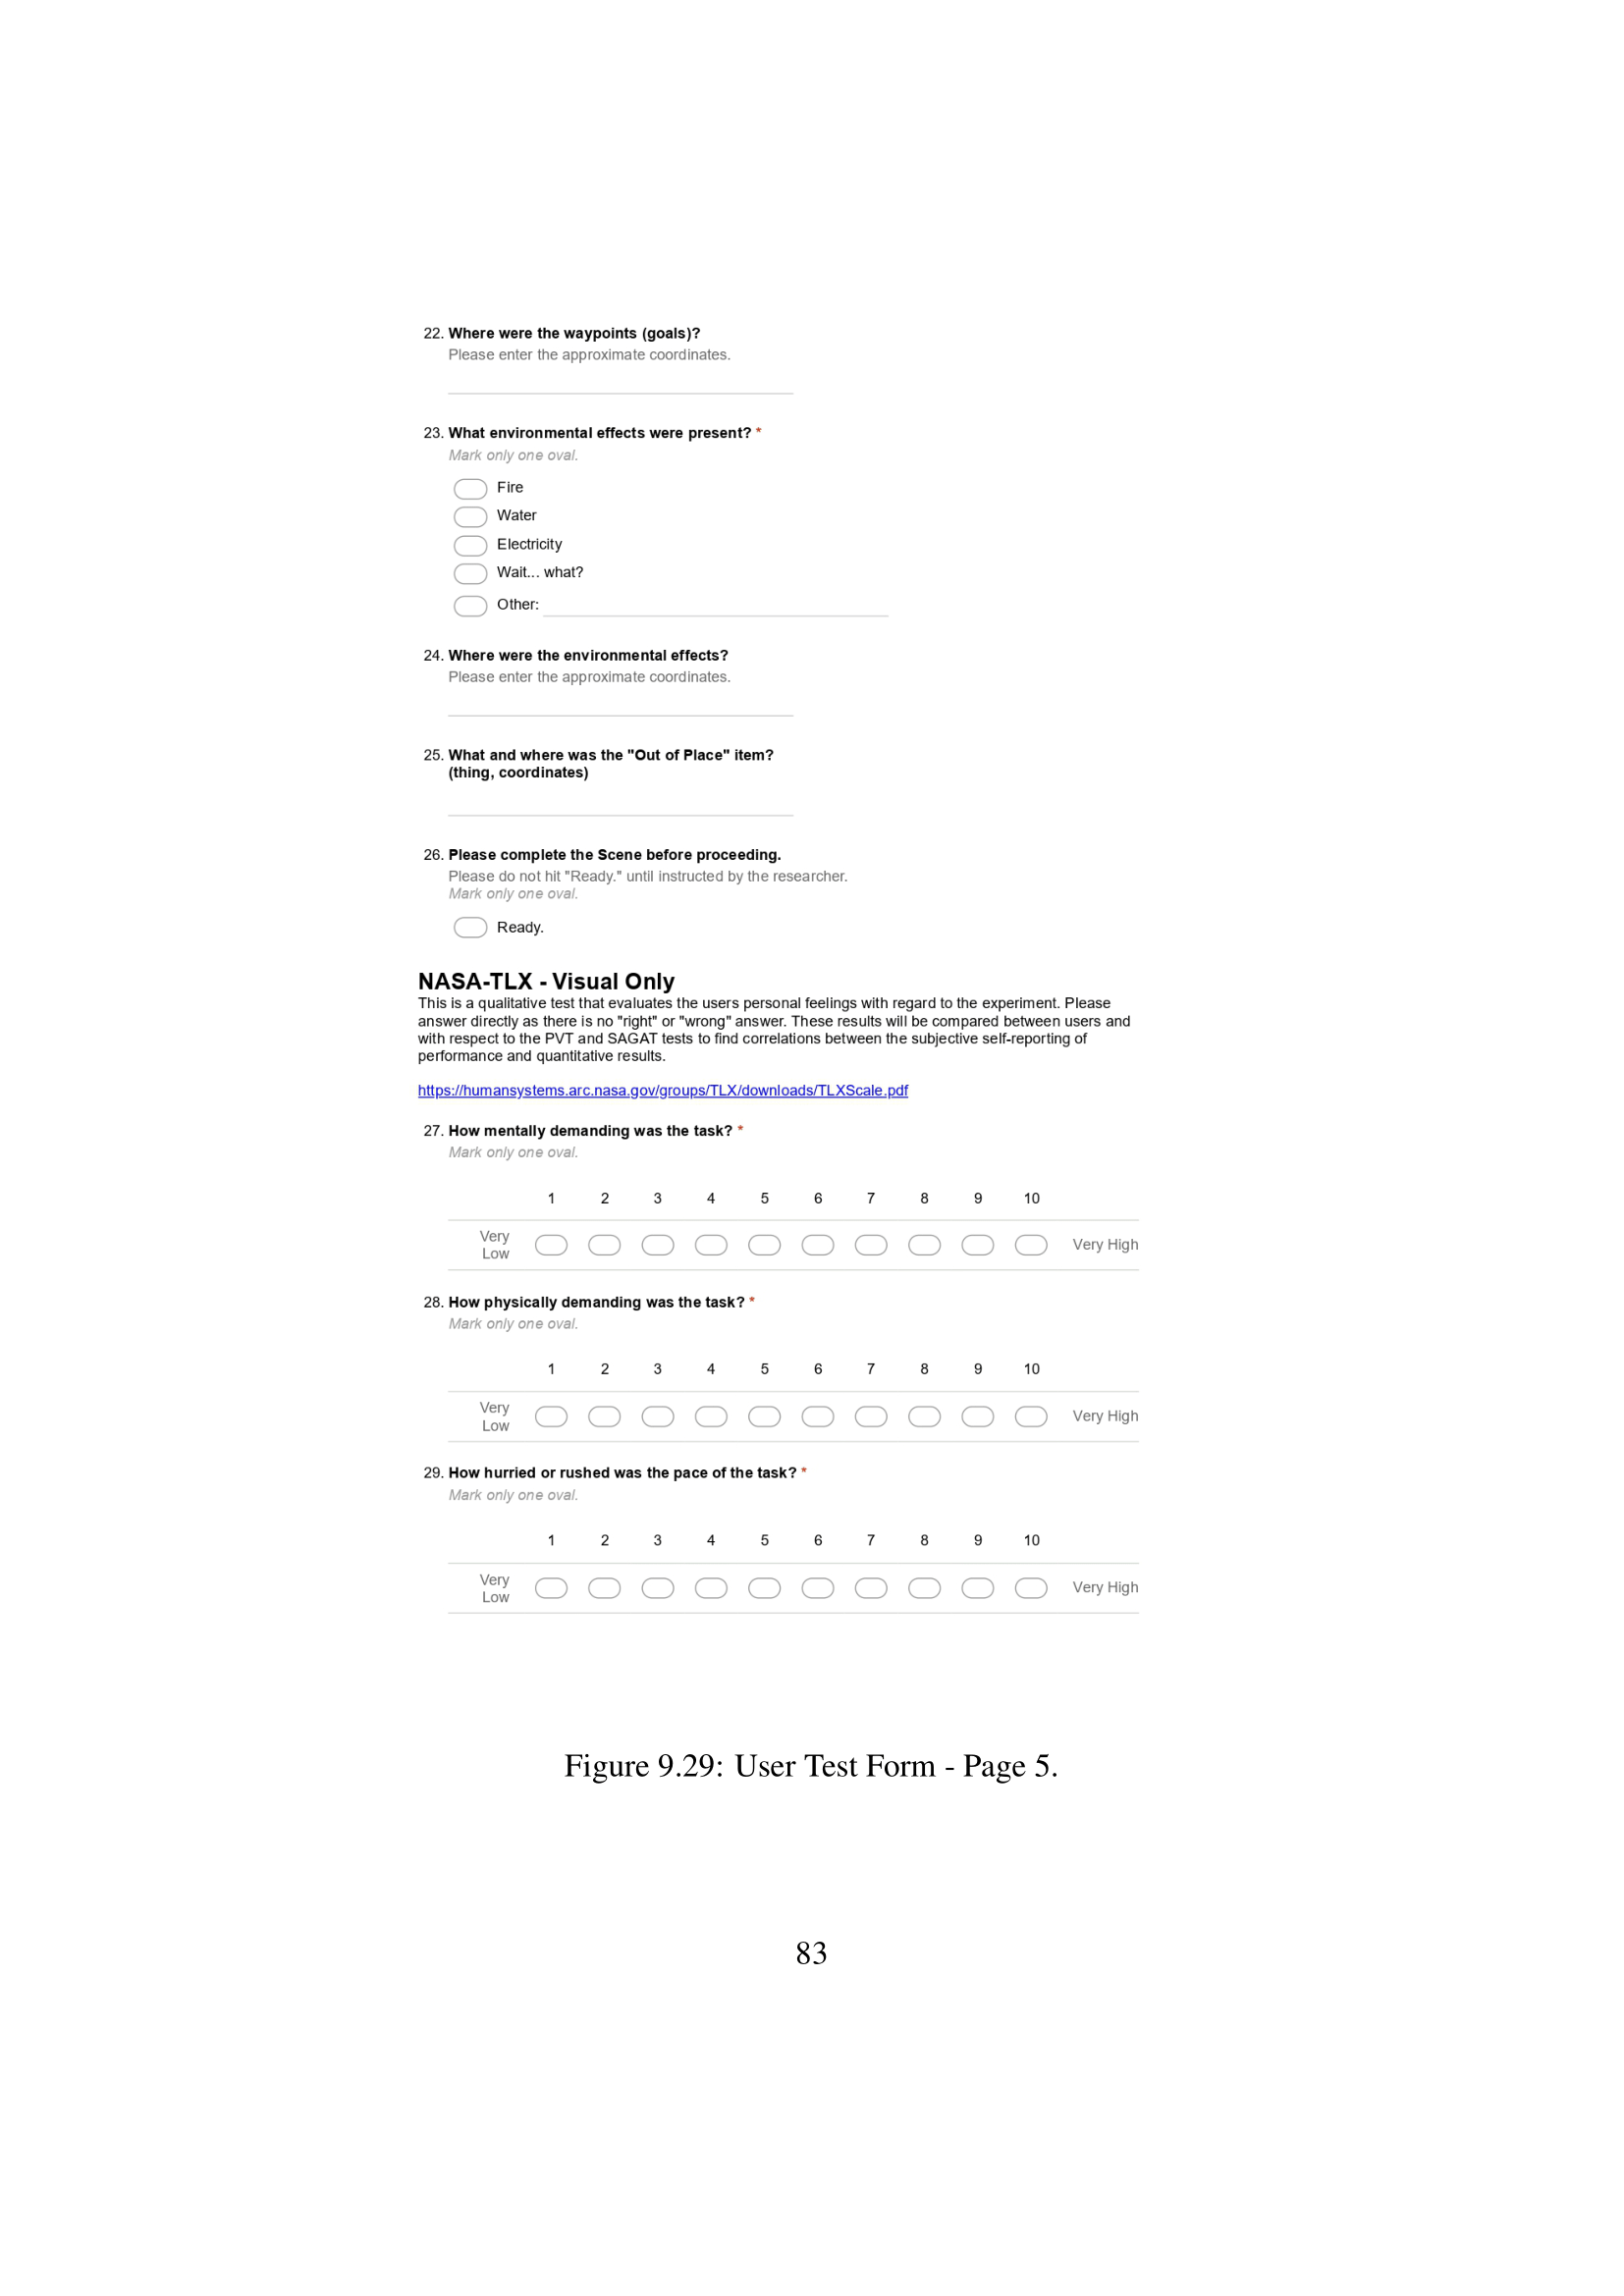 22. Where were the waypoints (goals)?
Please enter the approximate coordinates.
23. What environmental effects were present? *
Mark only one oval.
Fire
Water
Electricity
Wait... what?
Other:
24. Where were the environmental effects?
Please enter the approximate coordinates.
25. What and where was the "Out of Place" item?
(thing, coordinates)
26. Please complete the Scene before proceeding.
Please do not hit "Ready." until instructed by the researcher.
Mark only one oval.
Ready.
NASA-TLX - Visual Only
This is a qualitative test that evaluates the users personal feelings with regard to the experiment. Please
answer directly as there is no "right" or "wrong" answer. These results will be compared between users and
with respect to the PVT and SAGAT tests to find correlations between the subjective self-reporting of
performance and quantitative results.
https://humansystems.arc.nasa.gov/groups/TLX/downloads/TLXScale.pdf
27. How mentally demanding was the task? *
Mark only one oval.
1 2 3 4 5 6 7 8 9 10
Very
Low
Very High
28. How physically demanding was the task? *
Mark only one oval.
1 2 3 4 5 6 7 8 9 10
Very
Low
Very High
29. How hurried or rushed was the pace of the task? *
Mark only one oval.
1 2 3 4 5 6 7 8 9 10
Very
Low
Very High
Figure 9.29: User Test Form - Page 5.
83